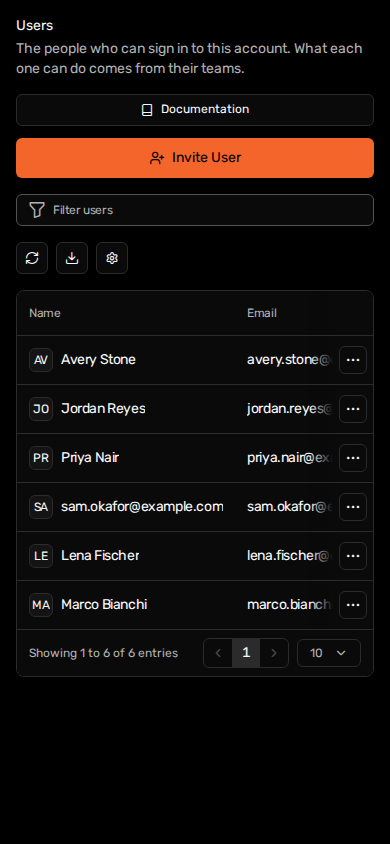 Users
The people who can sign in to this account. What each
one can do comes from their teams.
Documentation
Invite User
Filter users
Name Email
AV Avery Stone avery.stone@
JO Jordan Reyes jordan.reyes@
PR Priya Nair priya.nair@ex
SA sam.okafor@example.com sam.okafor@
LE Lena Fischer lena.fischer@
MA Marco Bianchi marco.bianch
Showing 1 to 6 of 6 entries 1 10